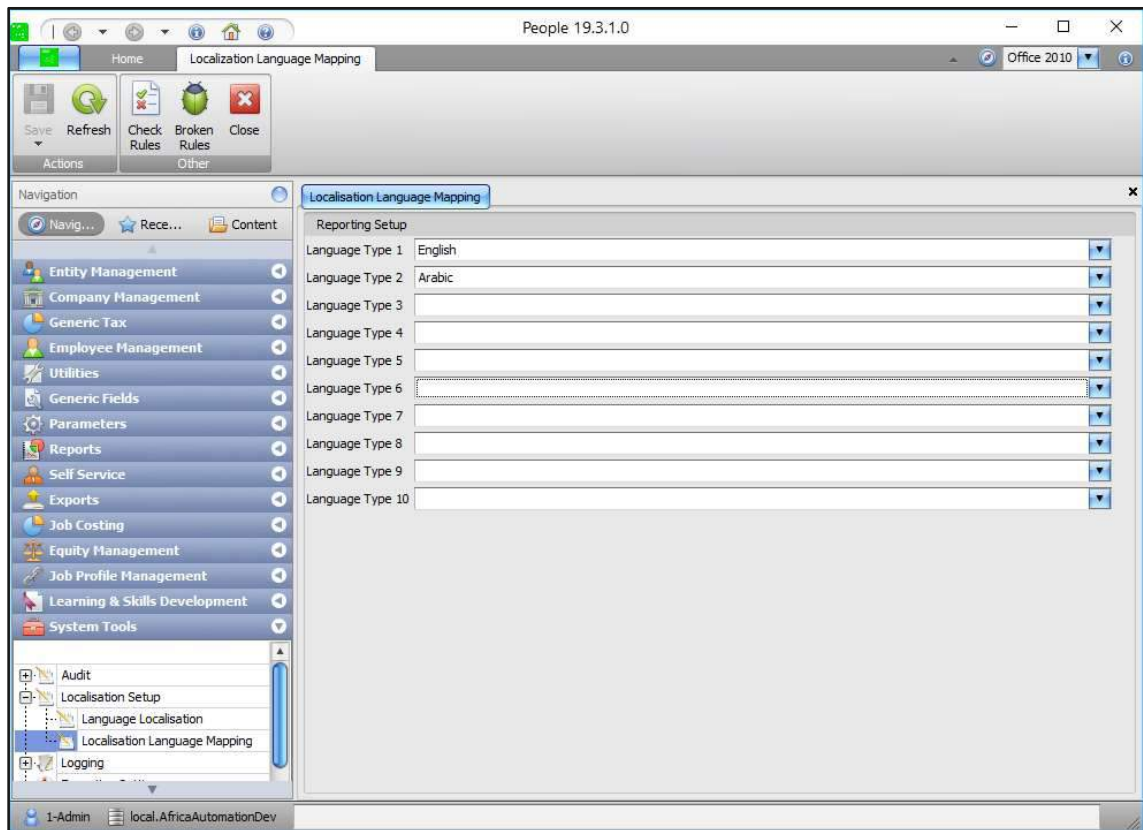 People 19.3.1.0
Home
Localization Language Mapping
Office 2010
Save
Refresh
Check Rules
Broken Rules
Close
Actions
Other
Navigation
Navig...
Rece...
Content
Entity Management
Company Management
Generic Tax
Employee Management
Utilities
Generic Fields
Parameters
Reports
Self Service
Exports
Job Costing
Equity Management
Job Profile Management
Learning & Skills Development
System Tools
Audit
Localisation Setup
Language Localisation
Localisation Language Mapping
Logging
Localisation Language Mapping
Reporting Setup
Language Type 1 English
Language Type 2 Arabic
Language Type 3
Language Type 4
Language Type 5
Language Type 6
Language Type 7
Language Type 8
Language Type 9
Language Type 10
1-Admin local.AfricaAutomationDev